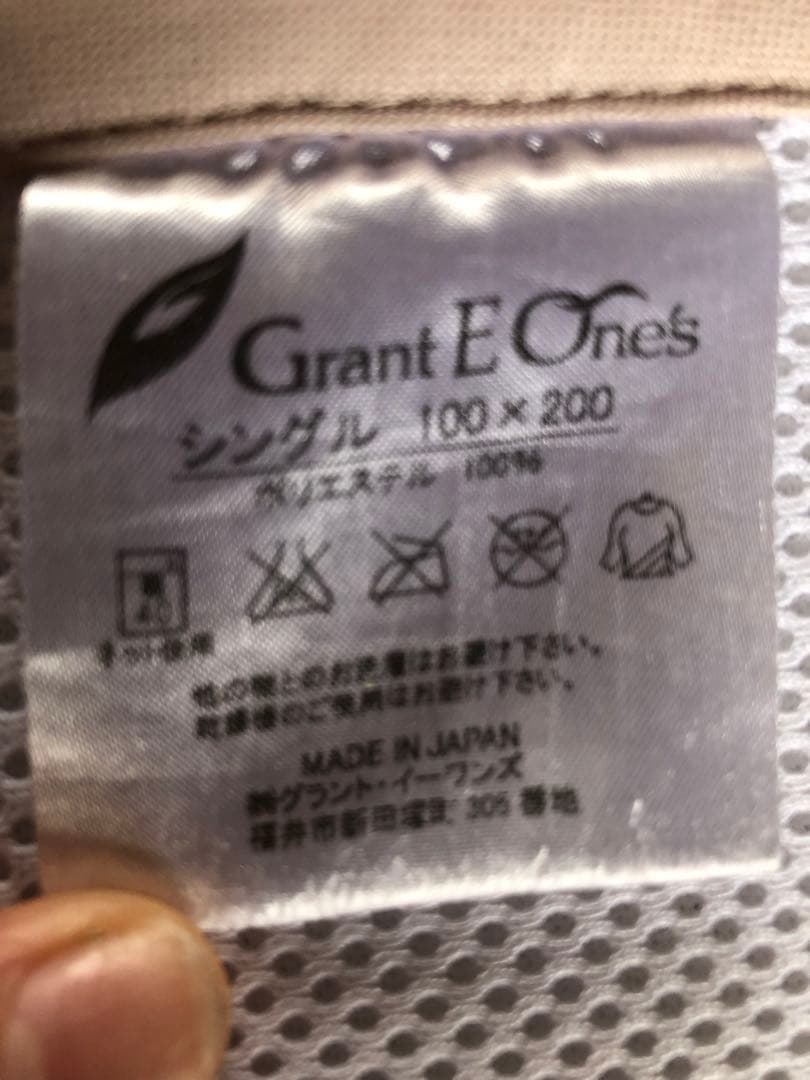 Grant E One's
シングル 100×200
ポリエステル 100%
弱 40
ネット使用
他の物とのお洗濯はお避け下さい。
乾燥機のご使用はお避け下さい。
MADE IN JAPAN
㈱グラント・イーワンズ
福井市新田塚町 305 番地